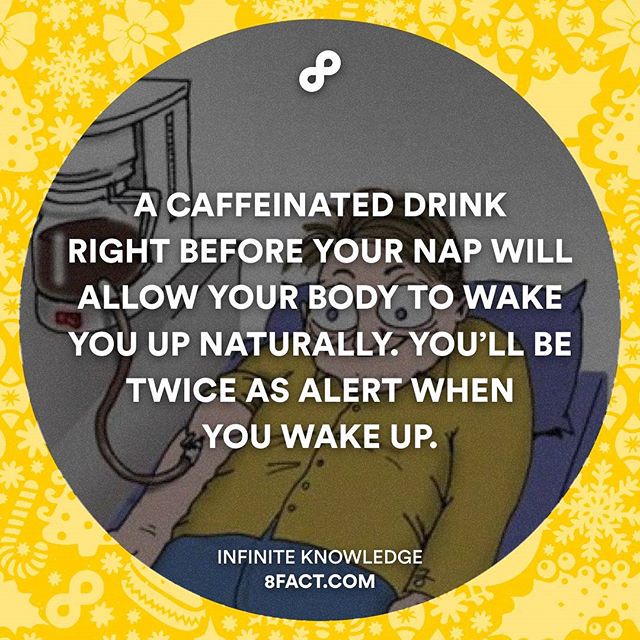 A CAFFEINATED DRINK
RIGHT BEFORE YOUR NAP WILL
ALLOW YOUR BODY TO WAKE
YOU UP NATURALLY. YOU’LL BE
TWICE AS ALERT WHEN
YOU WAKE UP.
INFINITE KNOWLEDGE
8FACT.COM